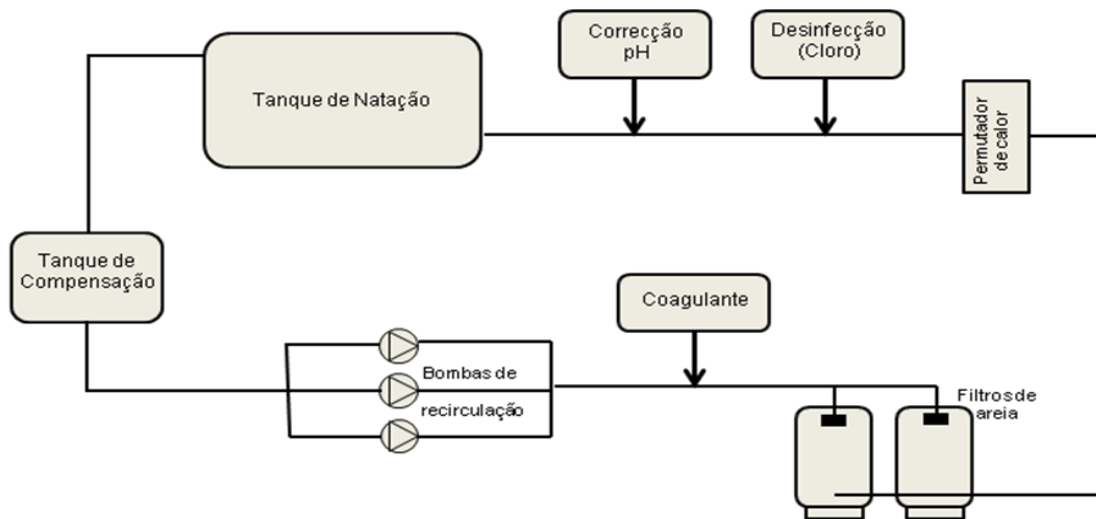 Correcção
pH
Desinfecção
(Cloro)
Tanque de Natação
Permutador
de calor
Tanque de
Compensação
Coagulante
Bombas de
recirculação
Filtros de
areia